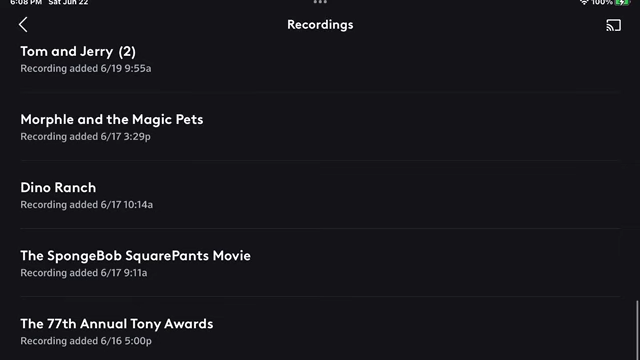 6:08 PM Sat Jun 22
100%
Recordings
Tom and Jerry (2)
Recording added 6/19 9:55a
Morphle and the Magic Pets
Recording added 6/17 3:29p
Dino Ranch
Recording added 6/17 10:14a
The SpongeBob SquarePants Movie
Recording added 6/17 9:11a
The 77th Annual Tony Awards
Recording added 6/16 5:00p